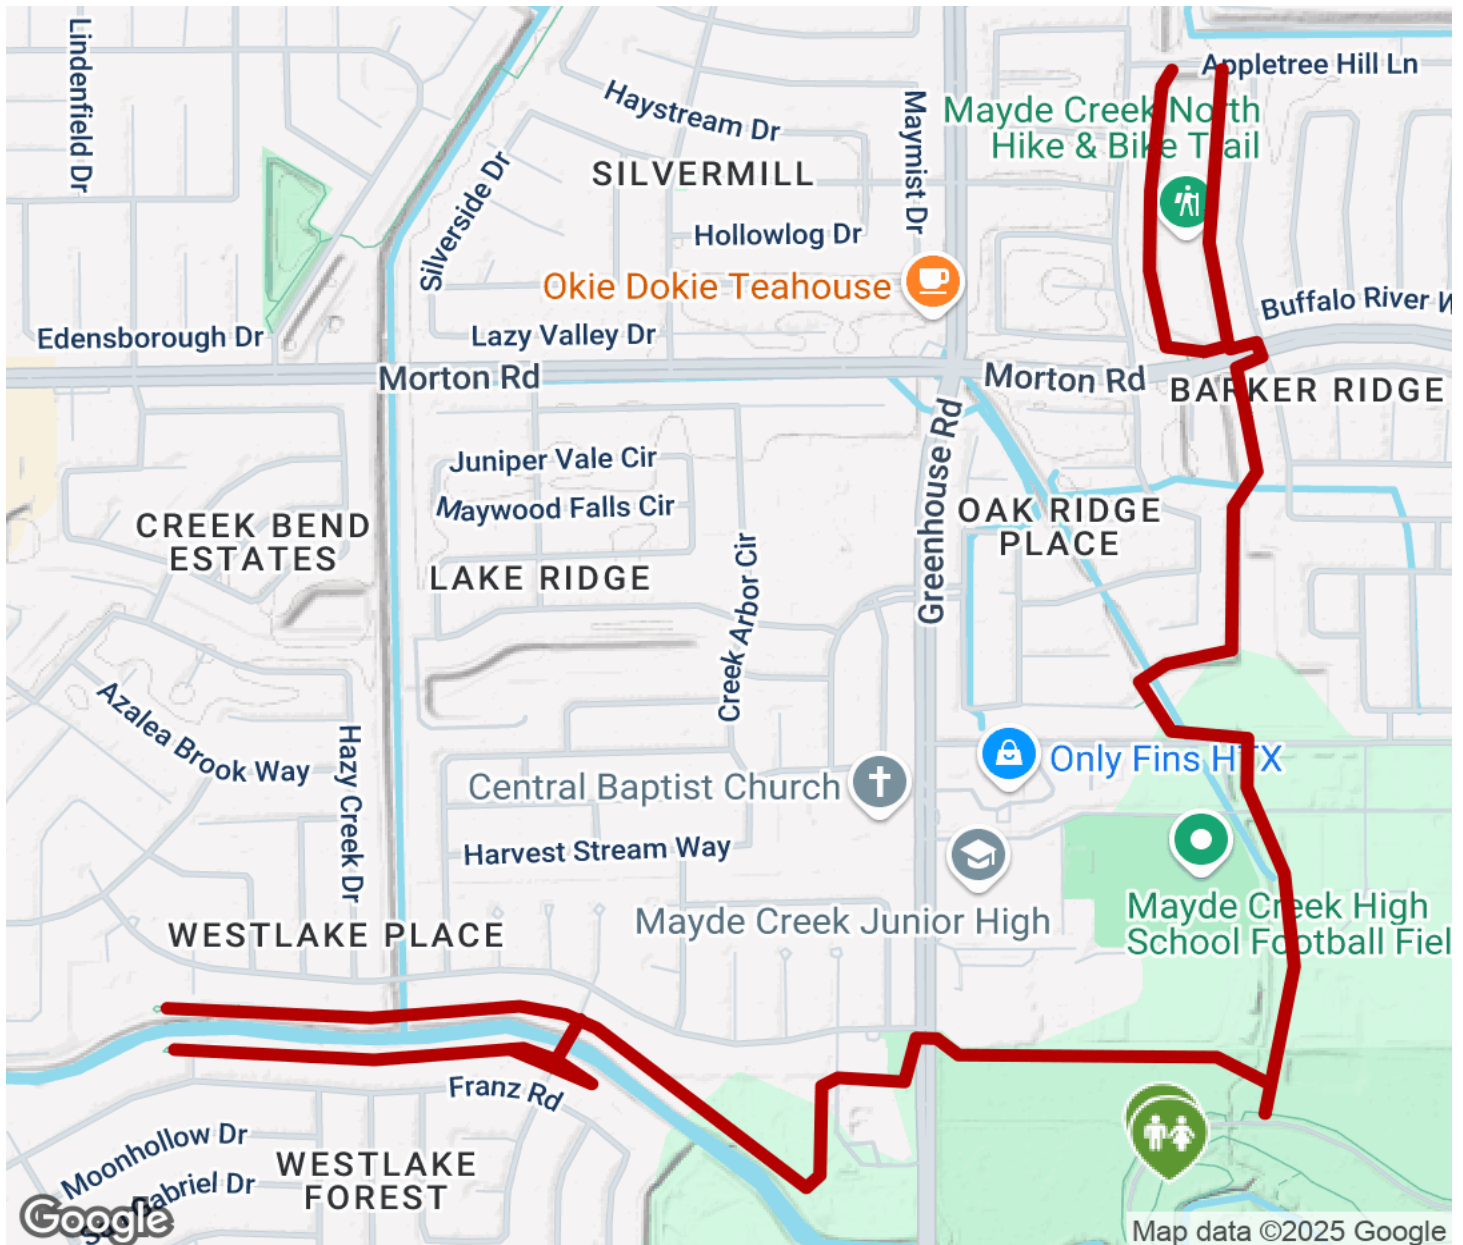 Lindenfield Dr
Appletree Hill Ln
Haystream Dr
Maymist Dr
Mayde Creek North
Hike & Bike Trail
SILVERMILL
Silverside Dr
Hollowlog Dr
Okie Dokie Teahouse
Buffalo River W
Edensborough Dr
Lazy Valley Dr
Morton Rd
Morton Rd
BARKER RIDGE
Greenhouse Rd
Juniper Vale Cir
Maywood Falls Cir
CREEK BEND
ESTATES
OAK RIDGE
PLACE
LAKE RIDGE
Creek Arbor Cir
Azalea Brook Way
Hazy Creek Dr
Only Fins HTX
Central Baptist Church
Harvest Stream Way
Mayde Creek Junior High
Mayde Creek High
School Football Fiel
WESTLAKE PLACE
Franz Rd
Moonhollow Dr
WESTLAKE
FOREST
San Gabriel Dr
Google
Map data ©2025 Google